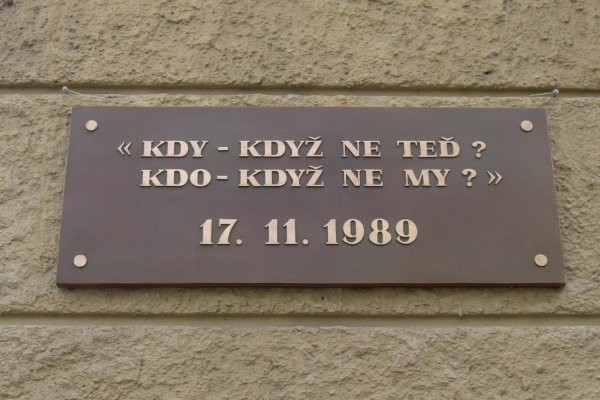 « KDY - KDYŽ NE TEĎ ?
KDO - KDYŽ NE MY ? »
17. 11. 1989